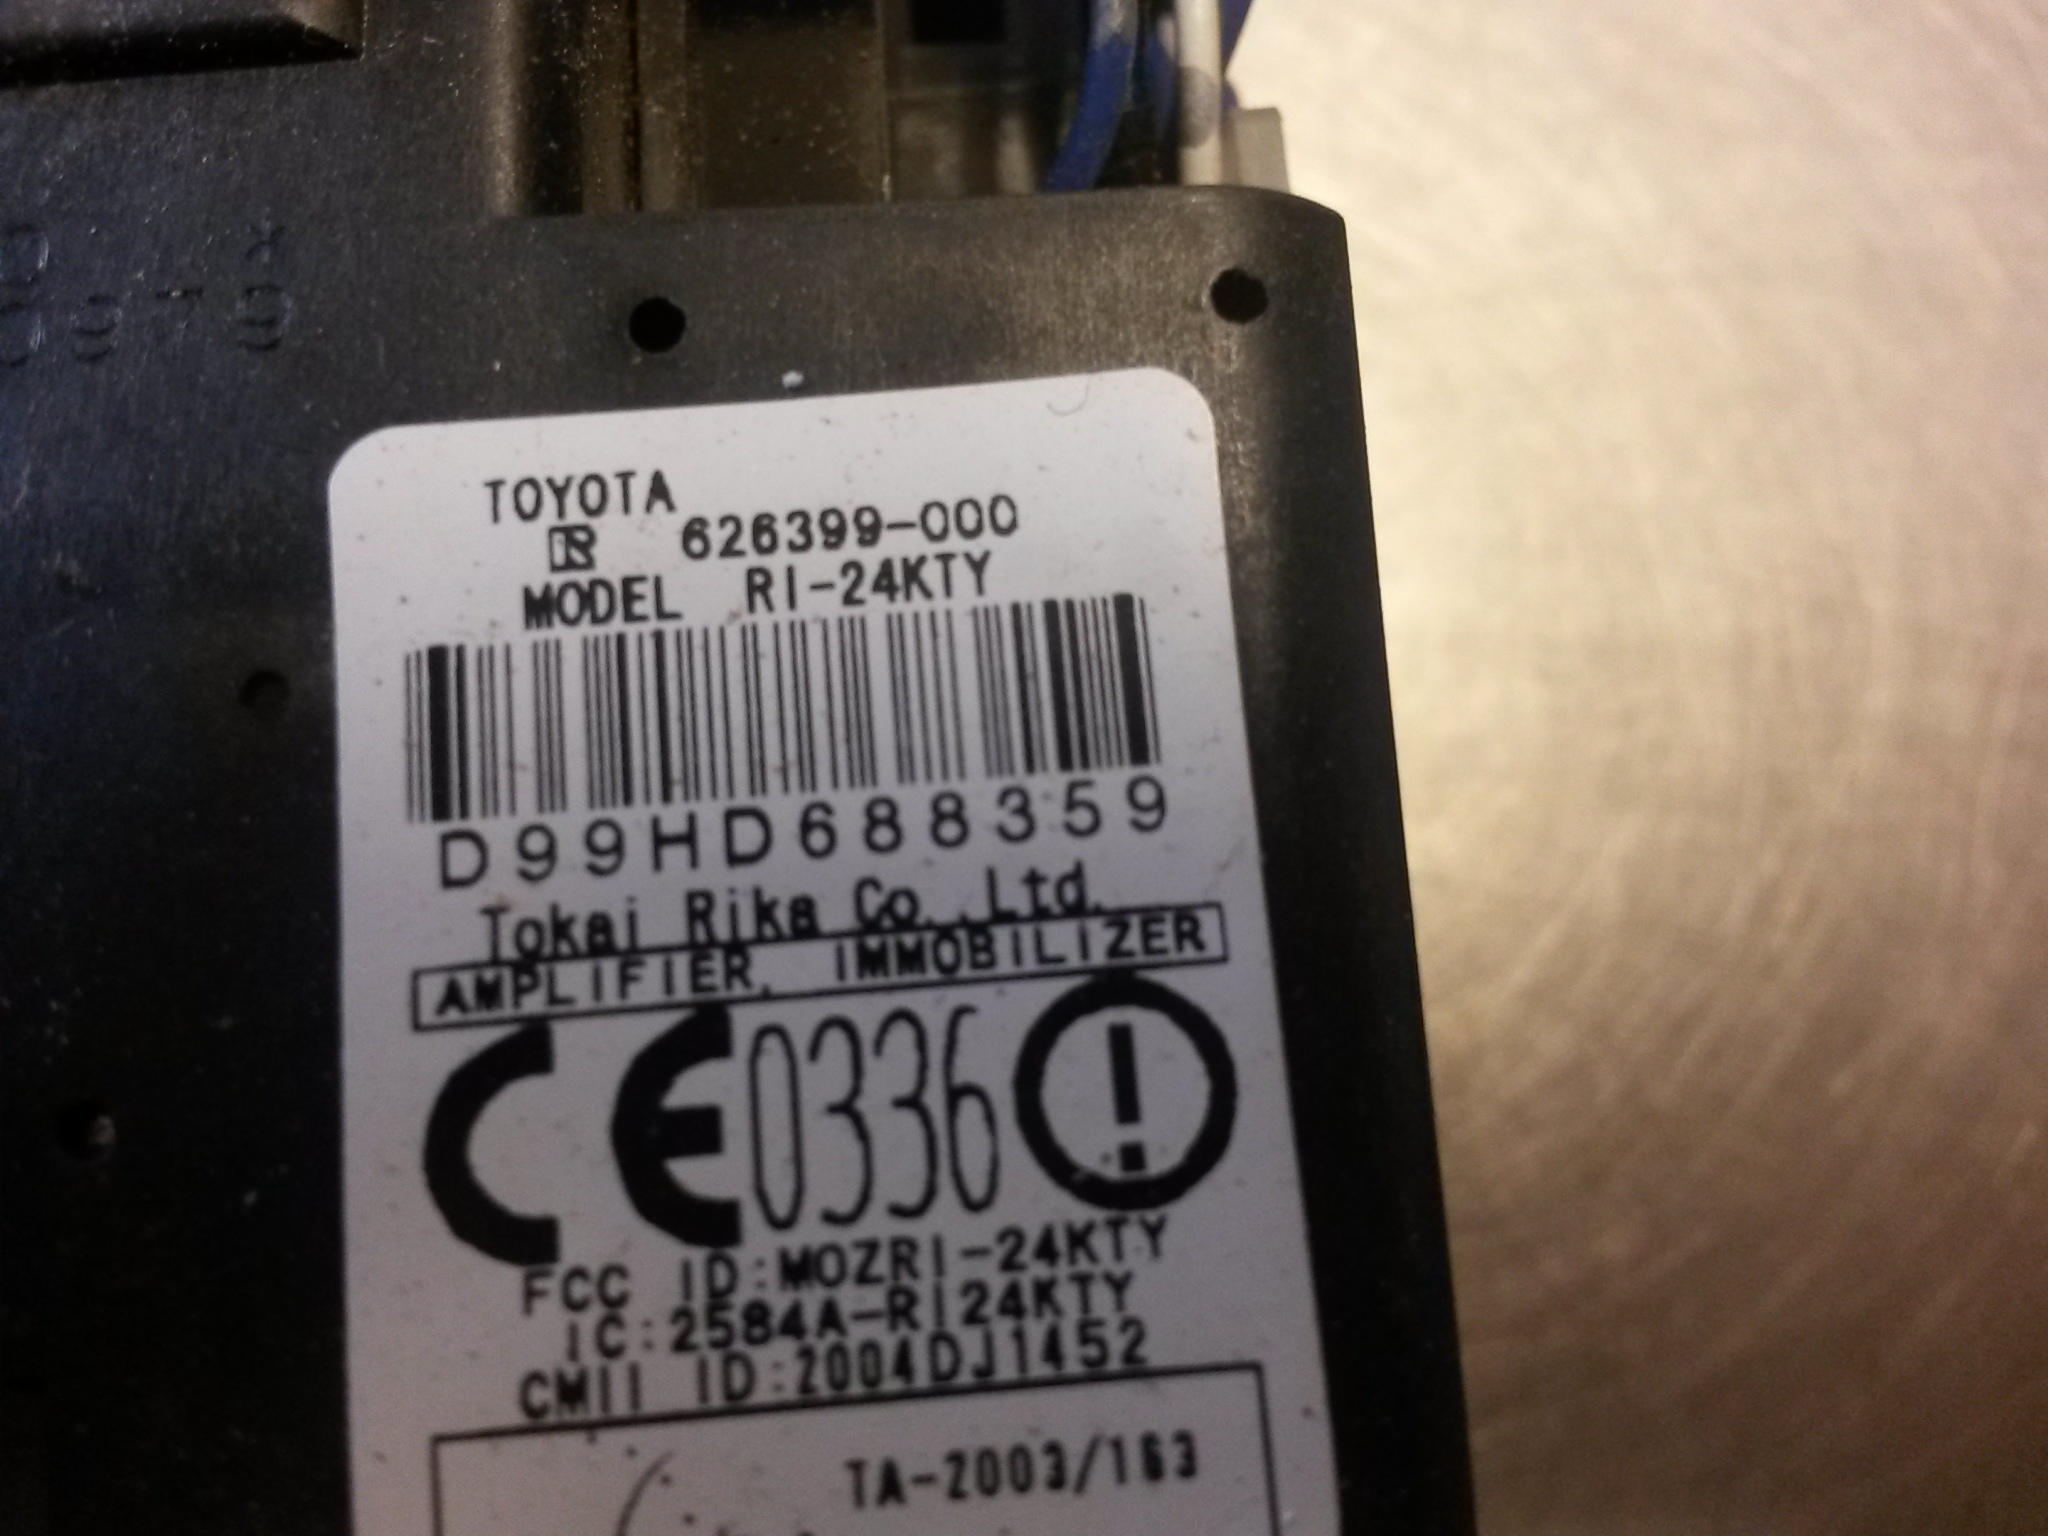 TOYOTA
R 626399-000
MODEL RI-24KTY
D99HD688359
Tokai Rika Co.,Ltd.
AMPLIFIER, IMMOBILIZER
CE0336
FCC ID:MOZRI-24KTY
IC:2584A-RI24KTY
CMII ID:2004DJ1452
TA-2003/163